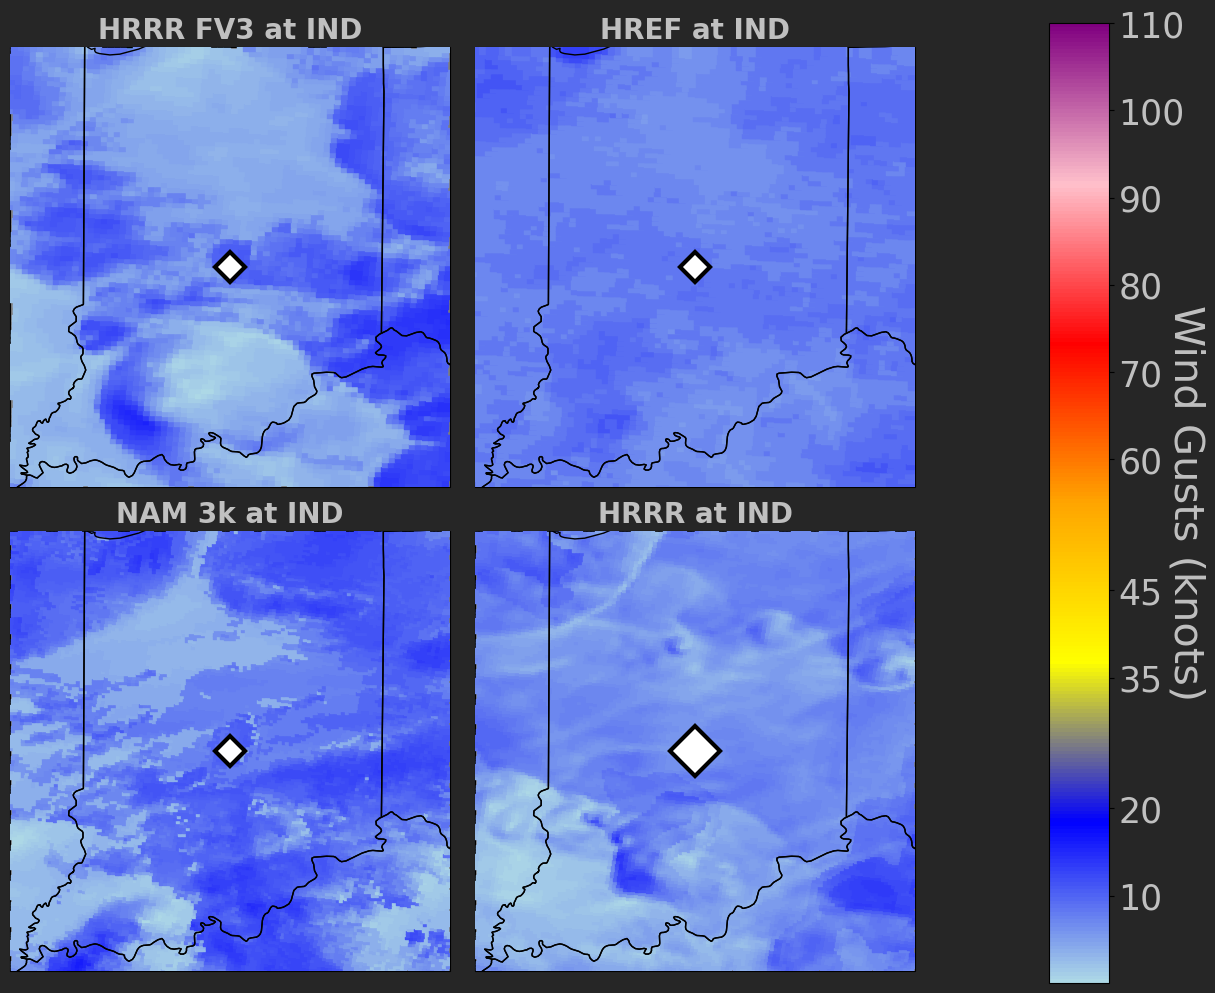 HRRR FV3 at IND
HREF at IND
NAM 3k at IND
HRRR at IND
110
100
90
80
70
60
45
35
20
10
Wind Gusts (knots)